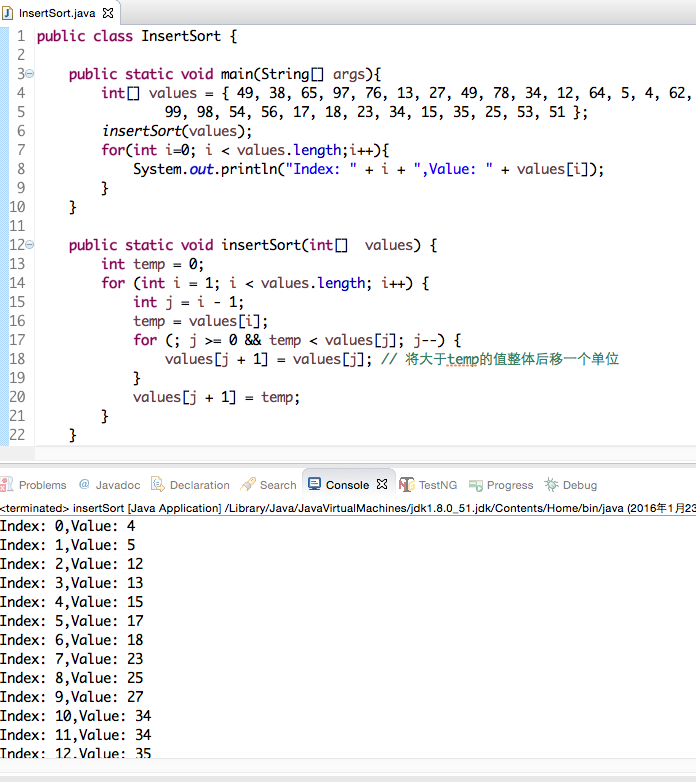 InsertSort.java
1 public class InsertSort {
2
3 public static void main(String[] args){
4 int[] values = { 49, 38, 65, 97, 76, 13, 27, 49, 78, 34, 12, 64, 5, 4, 62,
5 99, 98, 54, 56, 17, 18, 23, 34, 15, 35, 25, 53, 51 };
6 insertSort(values);
7 for(int i=0; i < values.length;i++){
8 System.out.println("Index: " + i + ",Value: " + values[i]);
9 }
10 }
11
12 public static void insertSort(int[] values) {
13 int temp = 0;
14 for (int i = 1; i < values.length; i++) {
15 int j = i - 1;
16 temp = values[i];
17 for (; j >= 0 && temp < values[j]; j--) {
18 values[j + 1] = values[j]; // 将大于temp的值整体后移一个单位
19 }
20 values[j + 1] = temp;
21 }
22 }
Problems @ Javadoc Declaration Search Console TestNG Progress Debug
<terminated> insertSort [Java Application] /Library/Java/JavaVirtualMachines/jdk1.8.0_51.jdk/Contents/Home/bin/java (2016年1月23
Index: 0,Value: 4
Index: 1,Value: 5
Index: 2,Value: 12
Index: 3,Value: 13
Index: 4,Value: 15
Index: 5,Value: 17
Index: 6,Value: 18
Index: 7,Value: 23
Index: 8,Value: 25
Index: 9,Value: 27
Index: 10,Value: 34
Index: 11,Value: 34
Index: 12,Value: 35